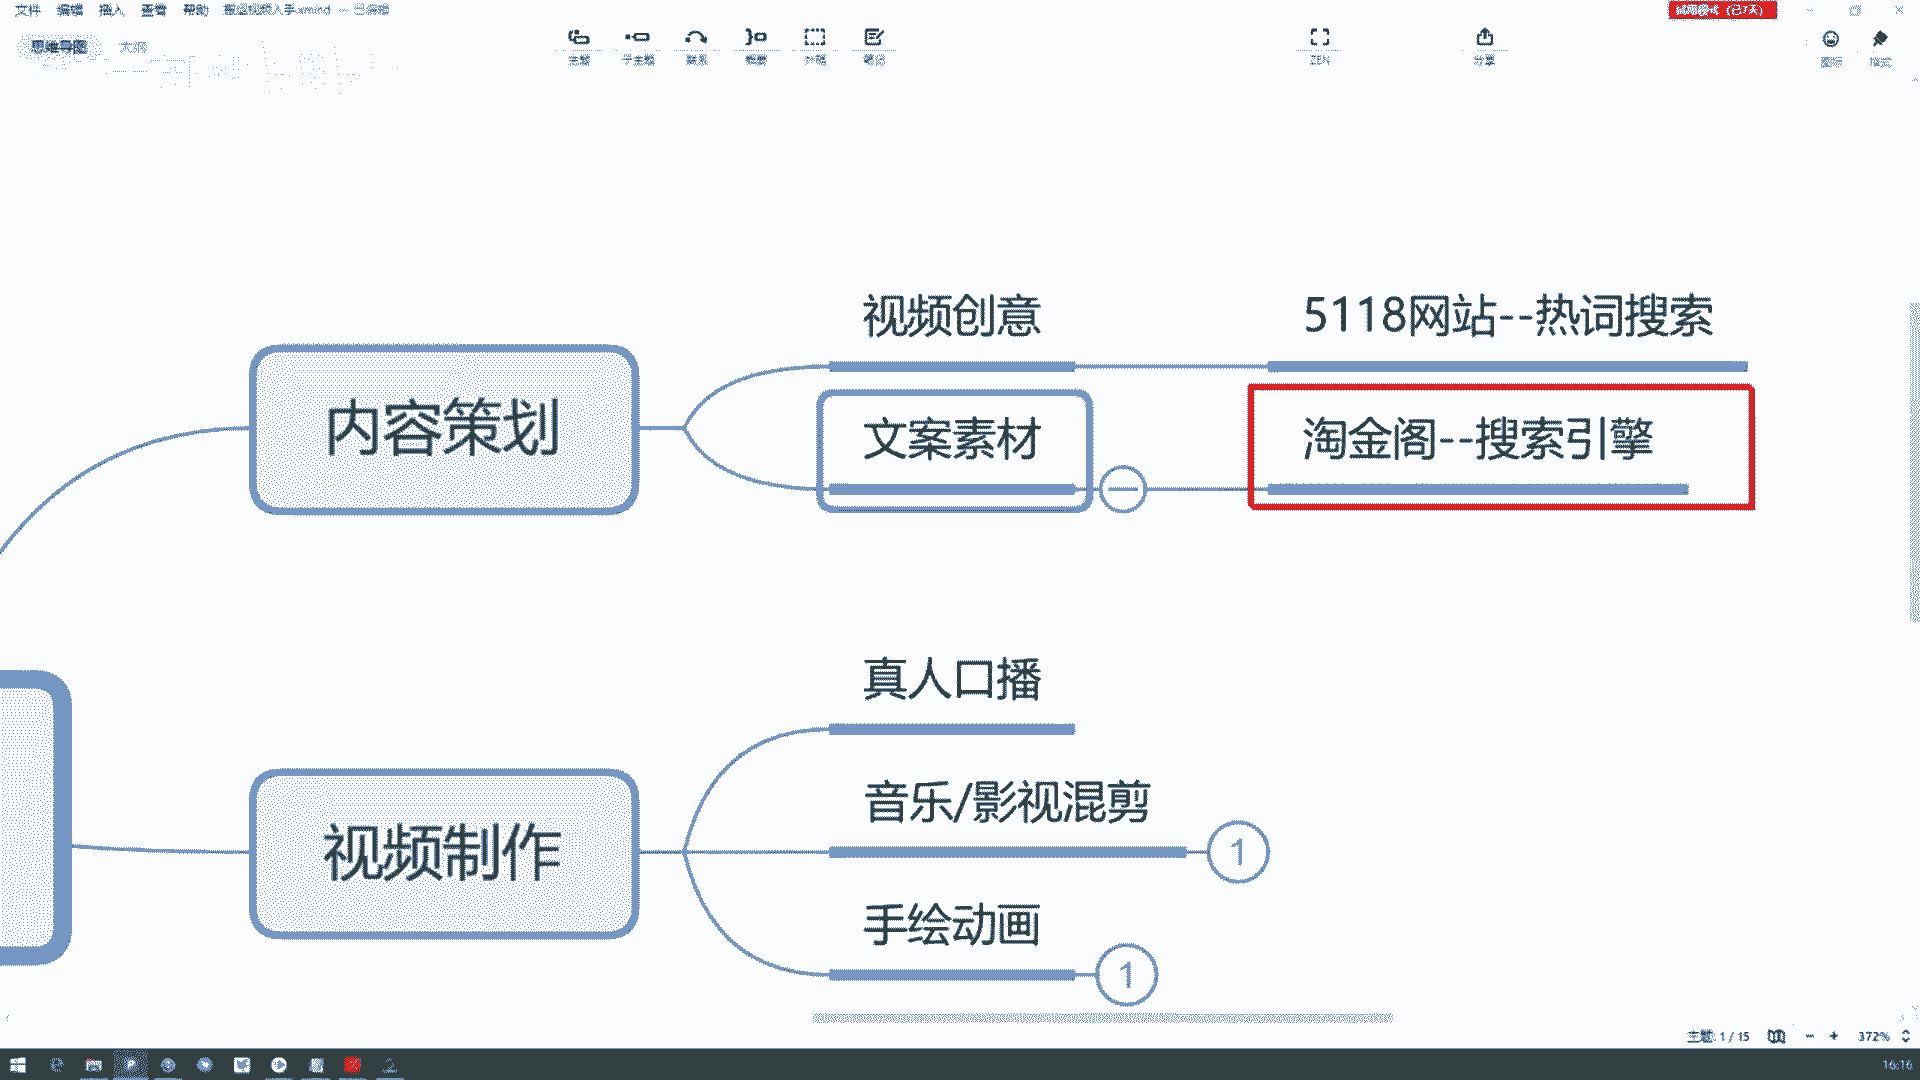 文件 编辑 插入 查看 帮助
思维导图 大纲
主题 子主题 联系 概要 外框 笔记 ZEN 分享 图标 格式
试用模式 (已7天)
视频创意
5118网站--热词搜索
内容策划
文案素材
淘金阁--搜索引擎
真人口播
音乐/影视混剪
1
视频制作
手绘动画
1
主题: 1 / 15
372%
16:16